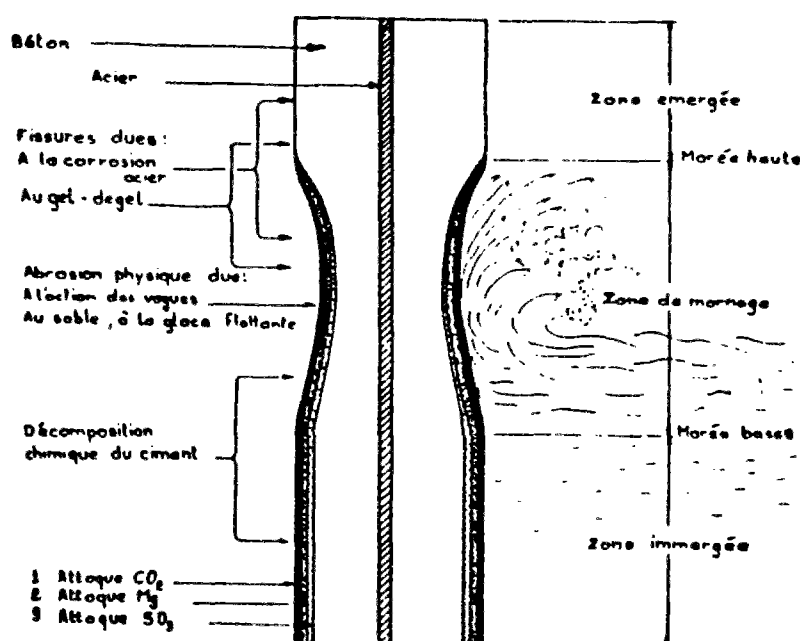 Béton
Acier
Fissures dues:
A la corrosion
acier
Au gel-degel
Abrasion physique due:
A l'action des vagues
Au sable, à la glace flottante
Décomposition
chimique du ciment
1 Attaque CO₂
2 Attaque Mg
3 Attaque SO₃
Zone emergée
Marée haute
Zone de marnage
Marée basse
Zone immergée